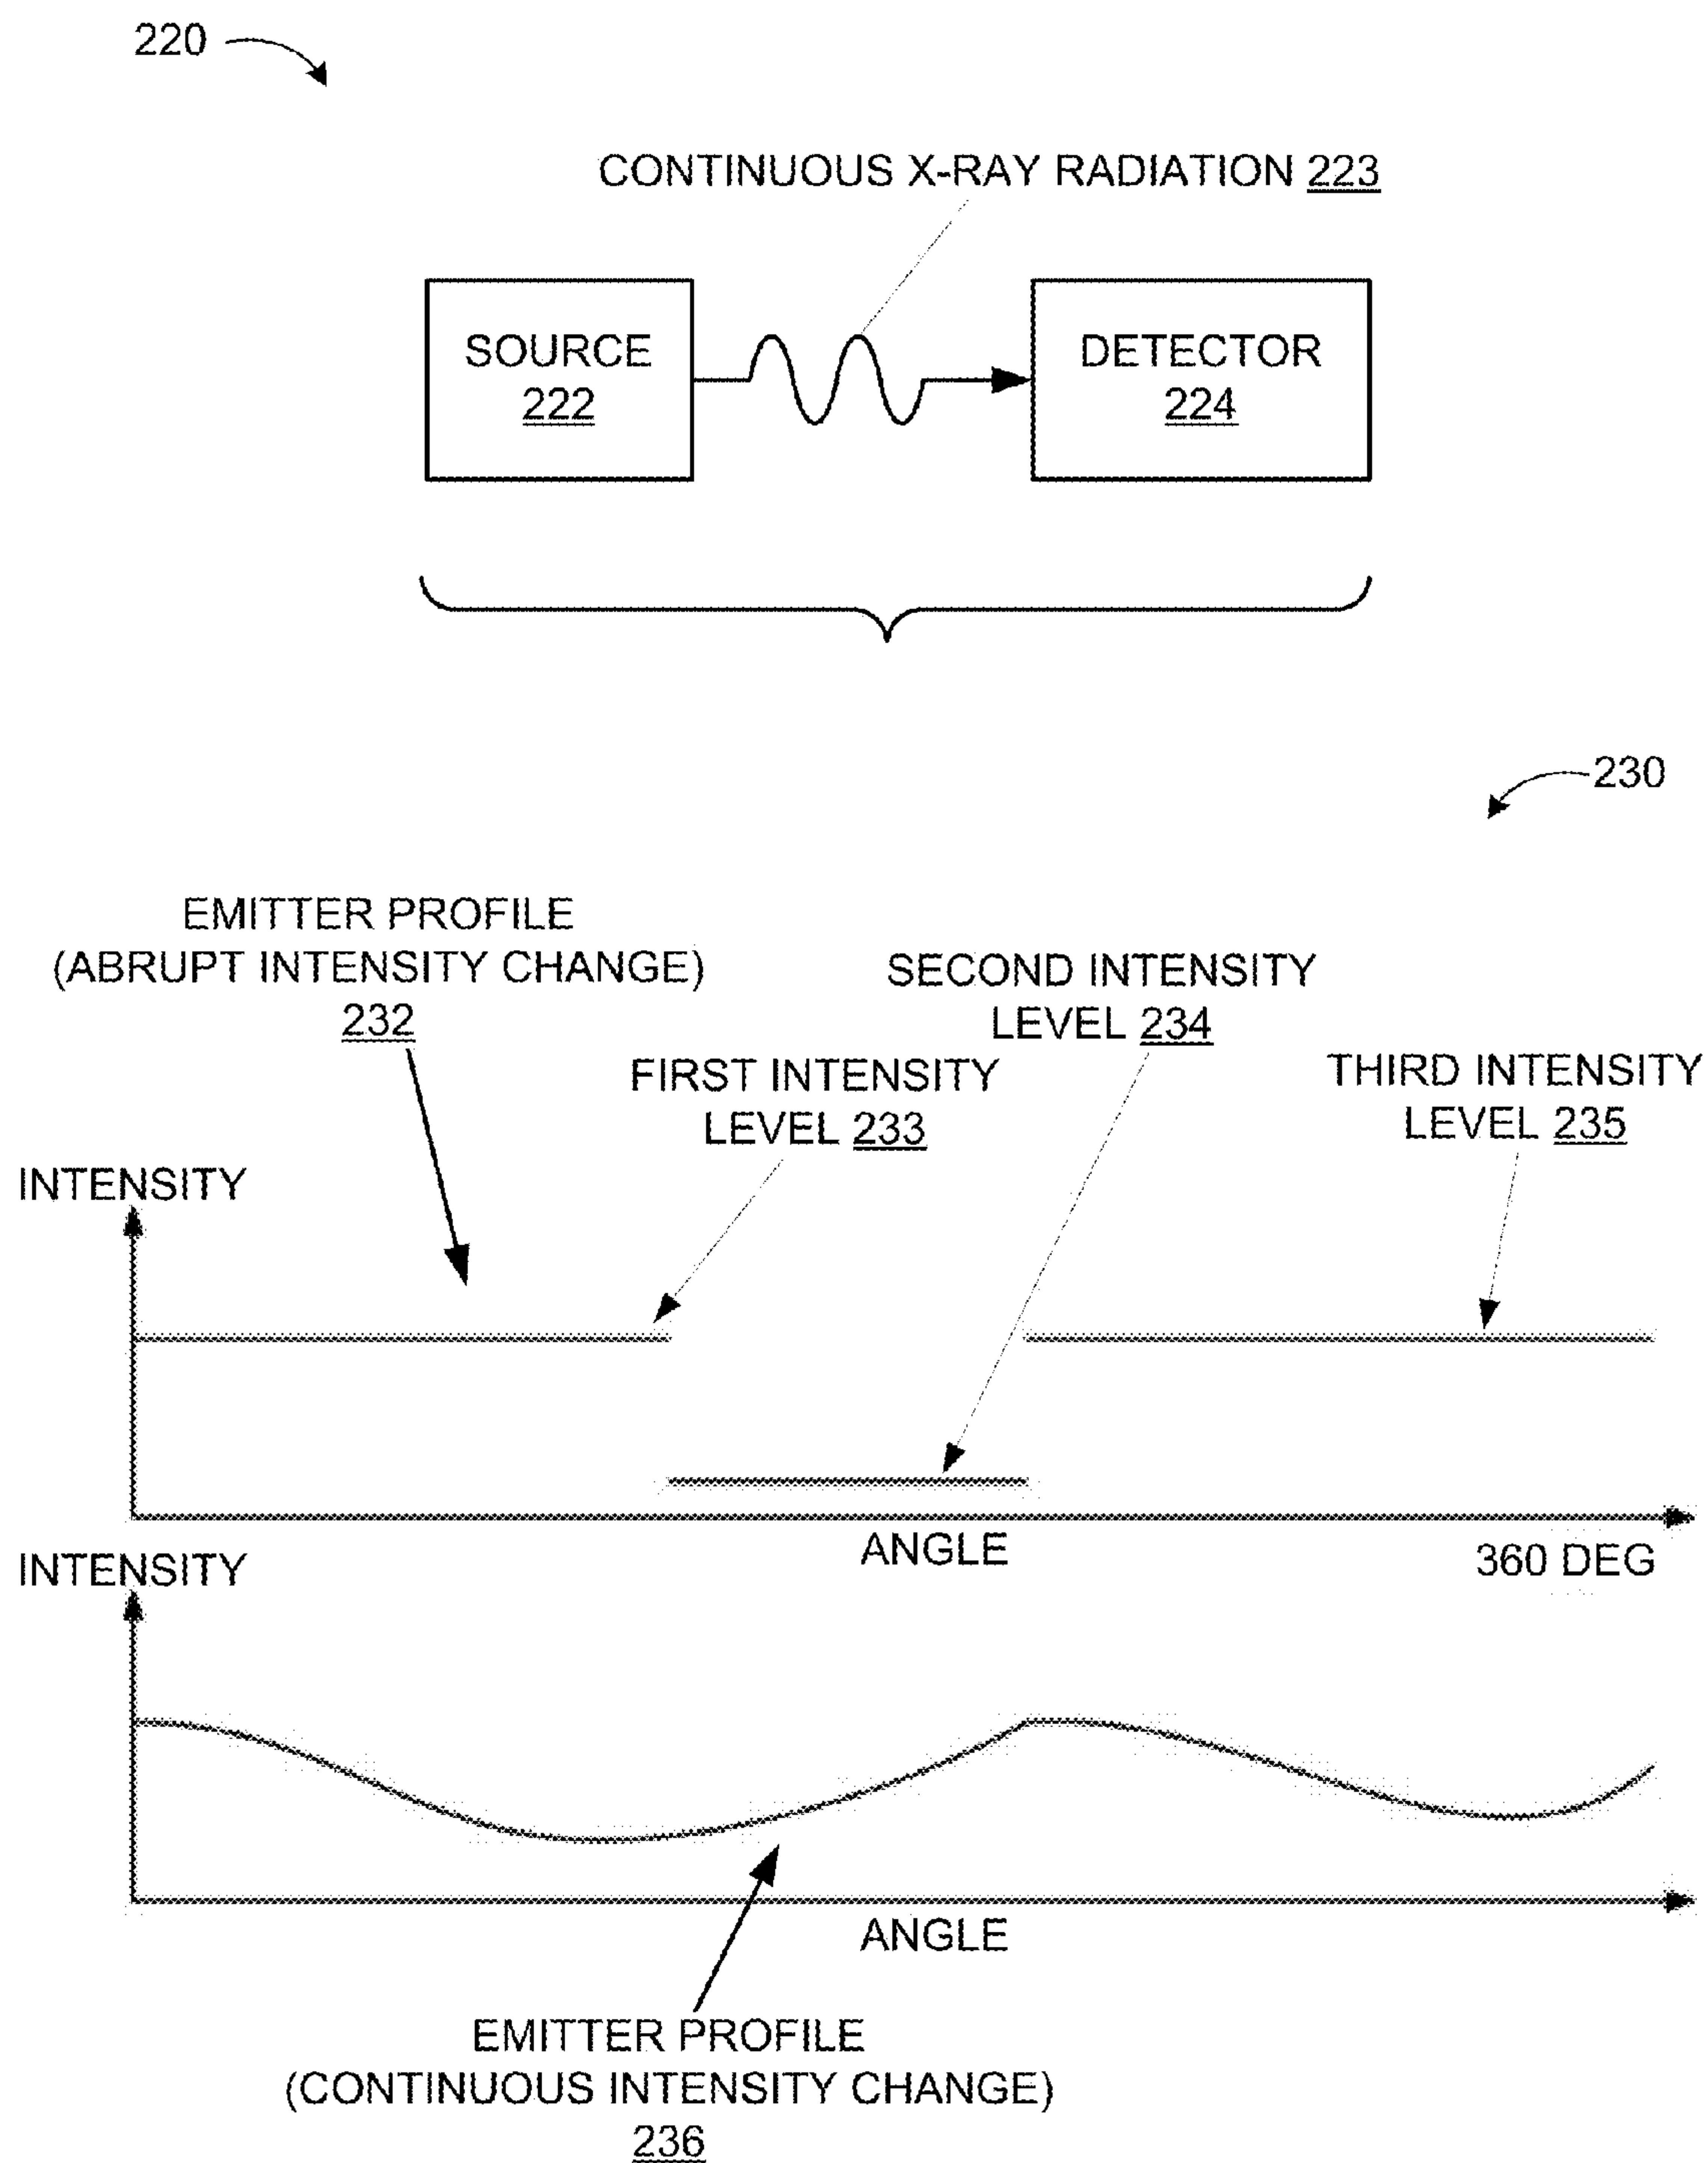 220
CONTINUOUS X-RAY RADIATION 223
SOURCE
222
DETECTOR
224
230
EMITTER PROFILE
(ABRUPT INTENSITY CHANGE)
232
SECOND INTENSITY
LEVEL 234
FIRST INTENSITY
LEVEL 233
THIRD INTENSITY
LEVEL 235
INTENSITY
ANGLE
360 DEG
INTENSITY
ANGLE
EMITTER PROFILE
(CONTINUOUS INTENSITY CHANGE)
236